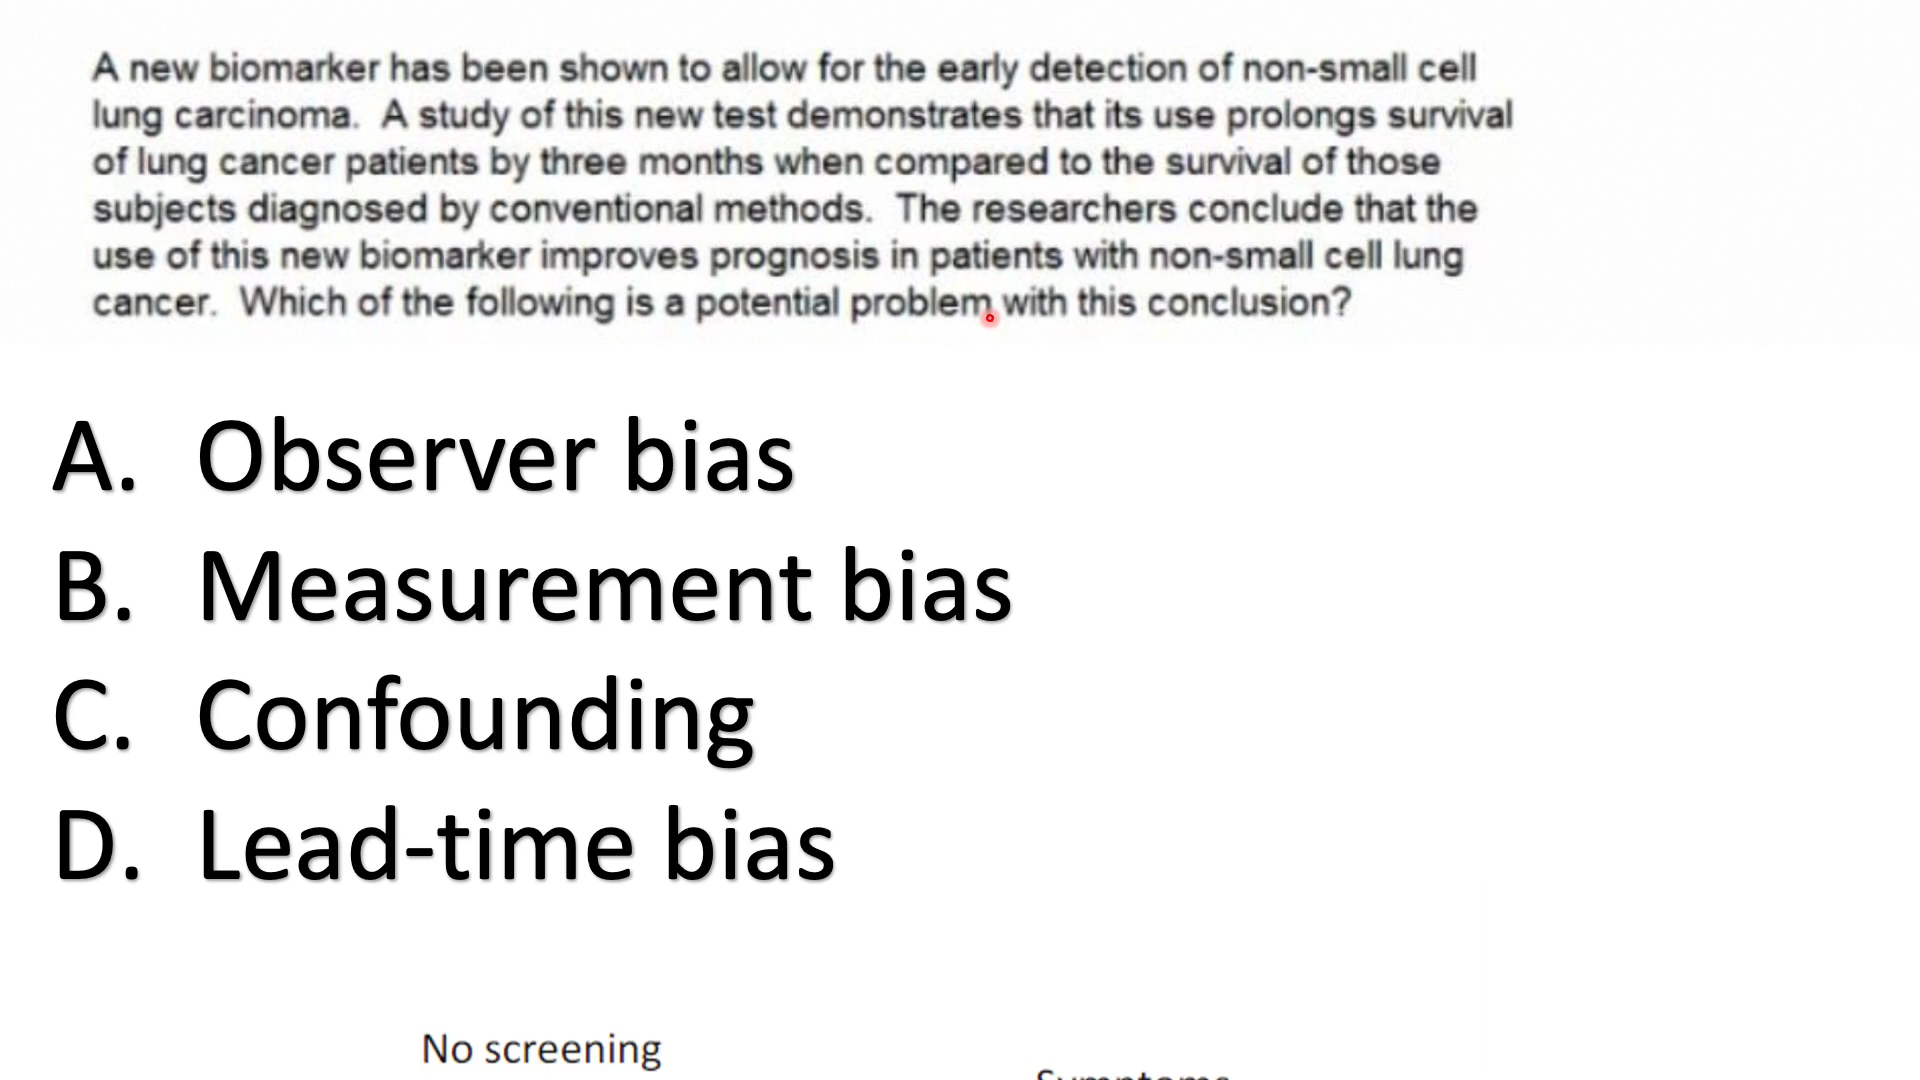 A new biomarker has been shown to allow for the early detection of non-small cell
lung carcinoma. A study of this new test demonstrates that its use prolongs survival
of lung cancer patients by three months when compared to the survival of those
subjects diagnosed by conventional methods. The researchers conclude that the
use of this new biomarker improves prognosis in patients with non-small cell lung
cancer. Which of the following is a potential problem with this conclusion?
A. Observer bias
B. Measurement bias
C. Confounding
D. Lead-time bias
No screening